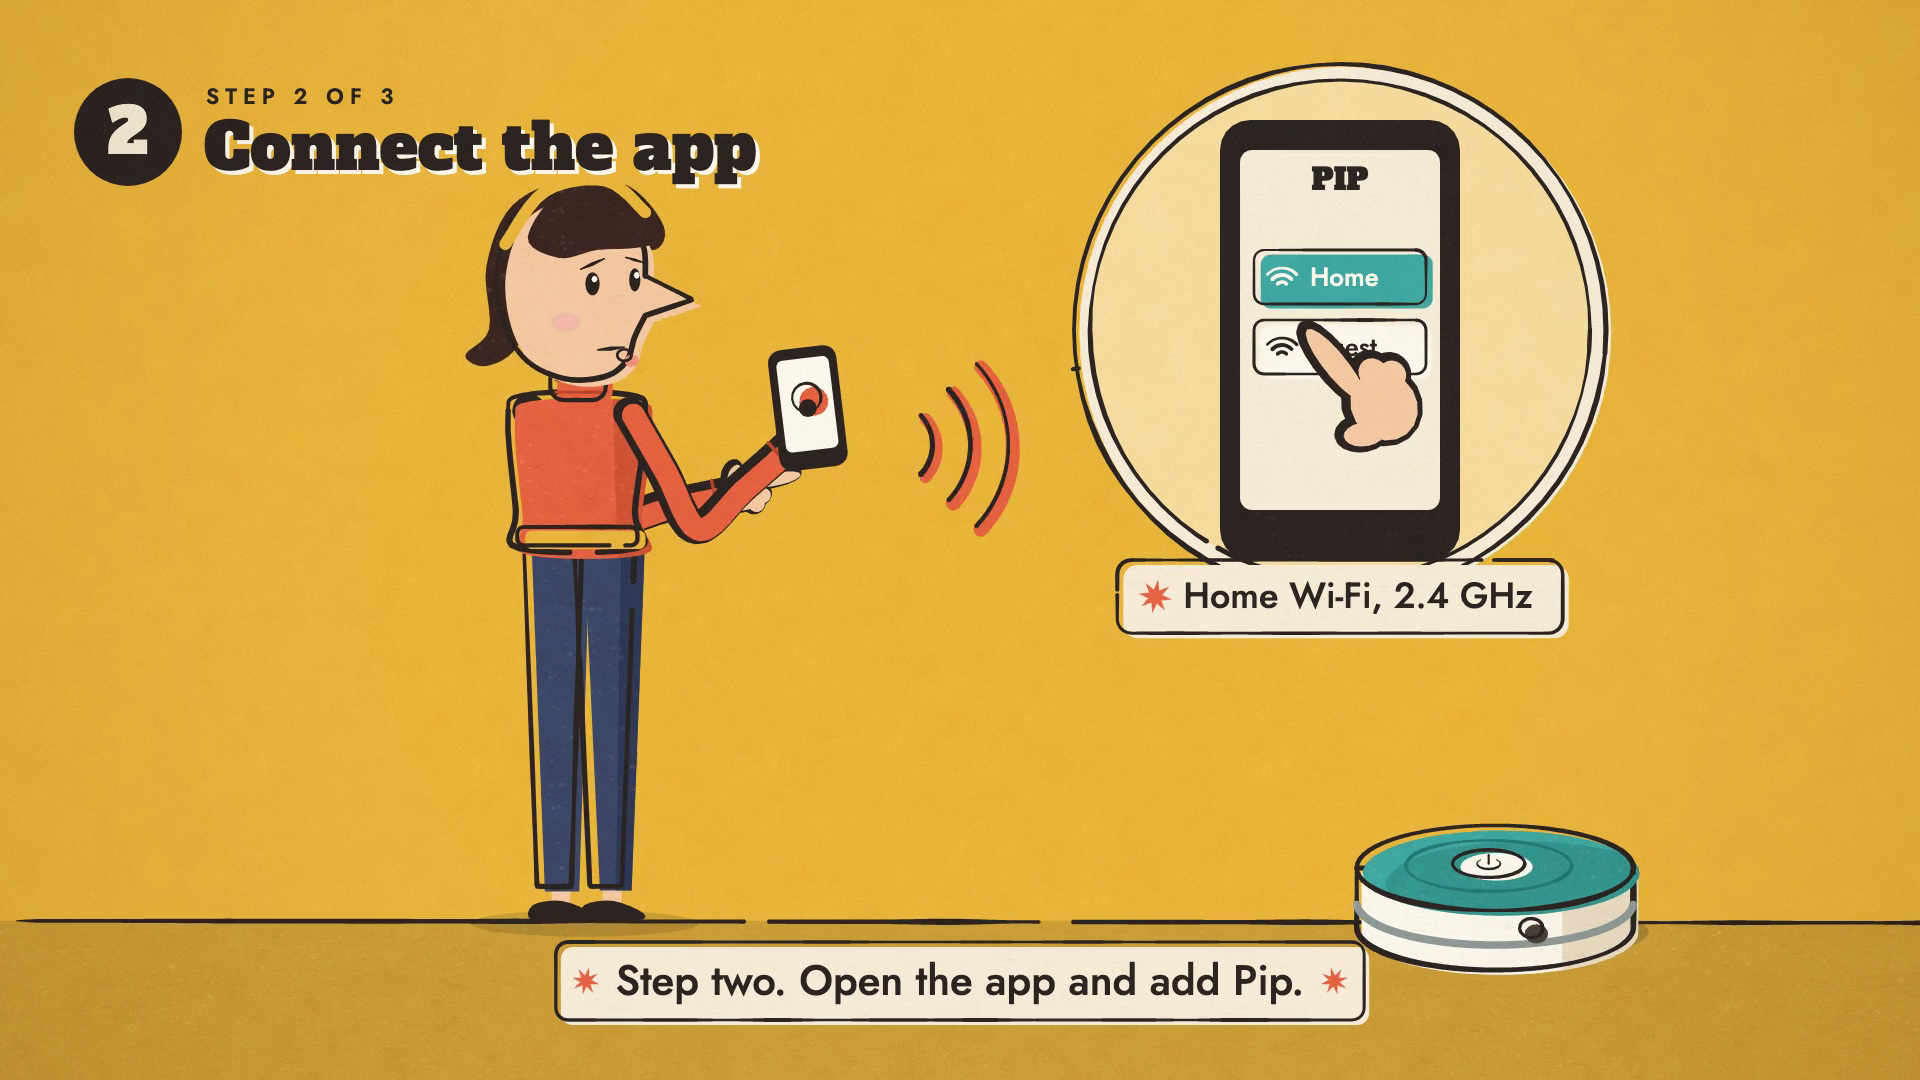 2
STEP 2 OF 3
Connect the app
PIP
Home
Home Wi-Fi, 2.4 GHz
Step two. Open the app and add Pip.